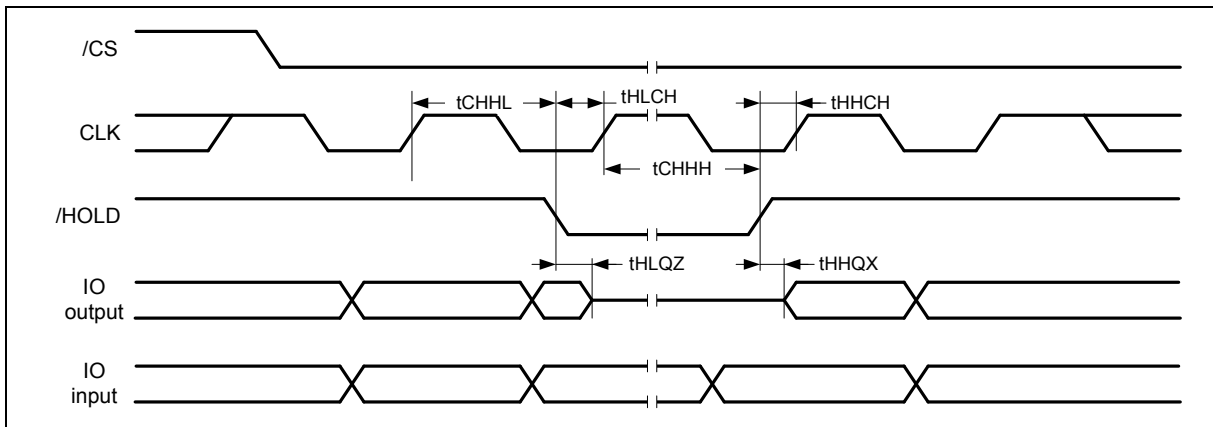 /CS
tCHHL
tHLCH
tHHCH
CLK
tCHHH
/HOLD
tHLQZ
tHHQX
IO
output
IO
input